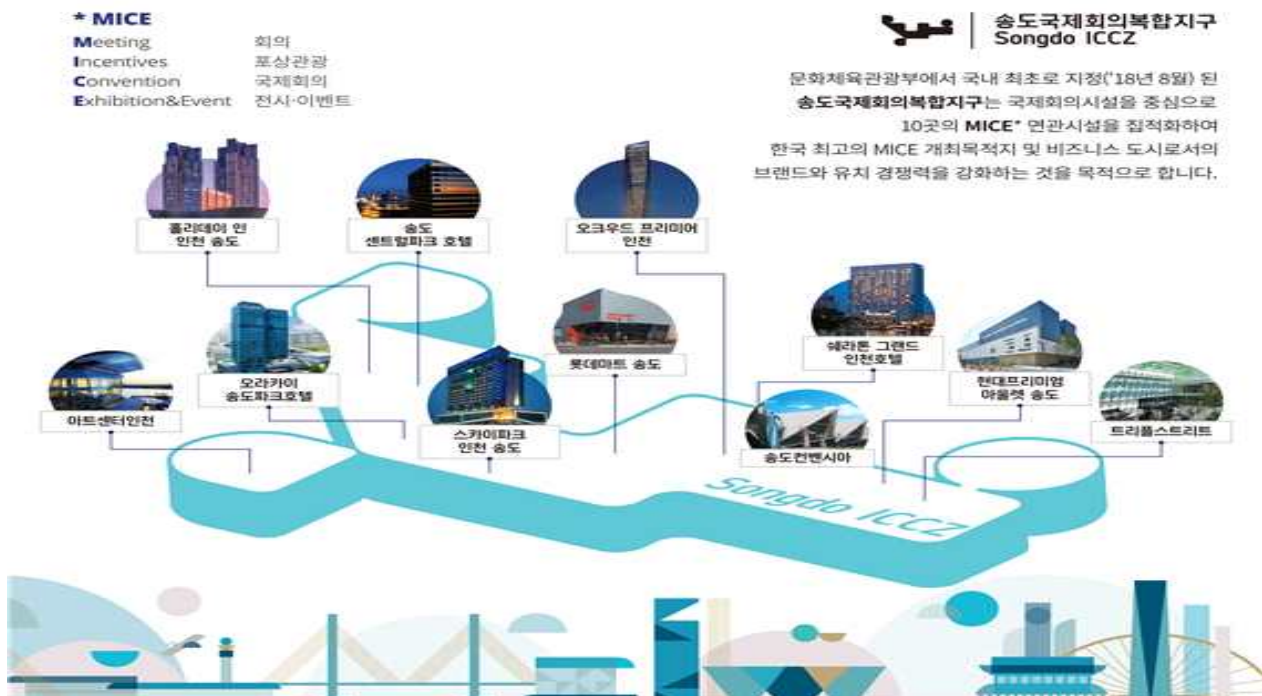 * MICE
Meeting 회의
Incentives 포상관광
Convention 국제회의
Exhibition&Event 전시·이벤트
송도국제회의복합지구
Songdo ICCZ
문화체육관광부에서 국내 최초로 지정('18년 8월) 된
송도국제회의복합지구는 국제회의시설을 중심으로
10곳의 MICE* 연관시설을 집적화하여
한국 최고의 MICE 개최목적지 및 비즈니스 도시로서의
브랜드와 유치 경쟁력을 강화하는 것을 목적으로 합니다.
홀리데이 인
인천 송도
송도
센트럴파크 호텔
오크우드 프리미어
인천
쉐라톤 그랜드
인천호텔
롯데마트 송도
오라카이
송도파크호텔
현대프리미엄
아울렛 송도
아트센터인천
스카이파크
인천 송도
송도컨벤시아
트리플스트리트
Songdo ICCZ